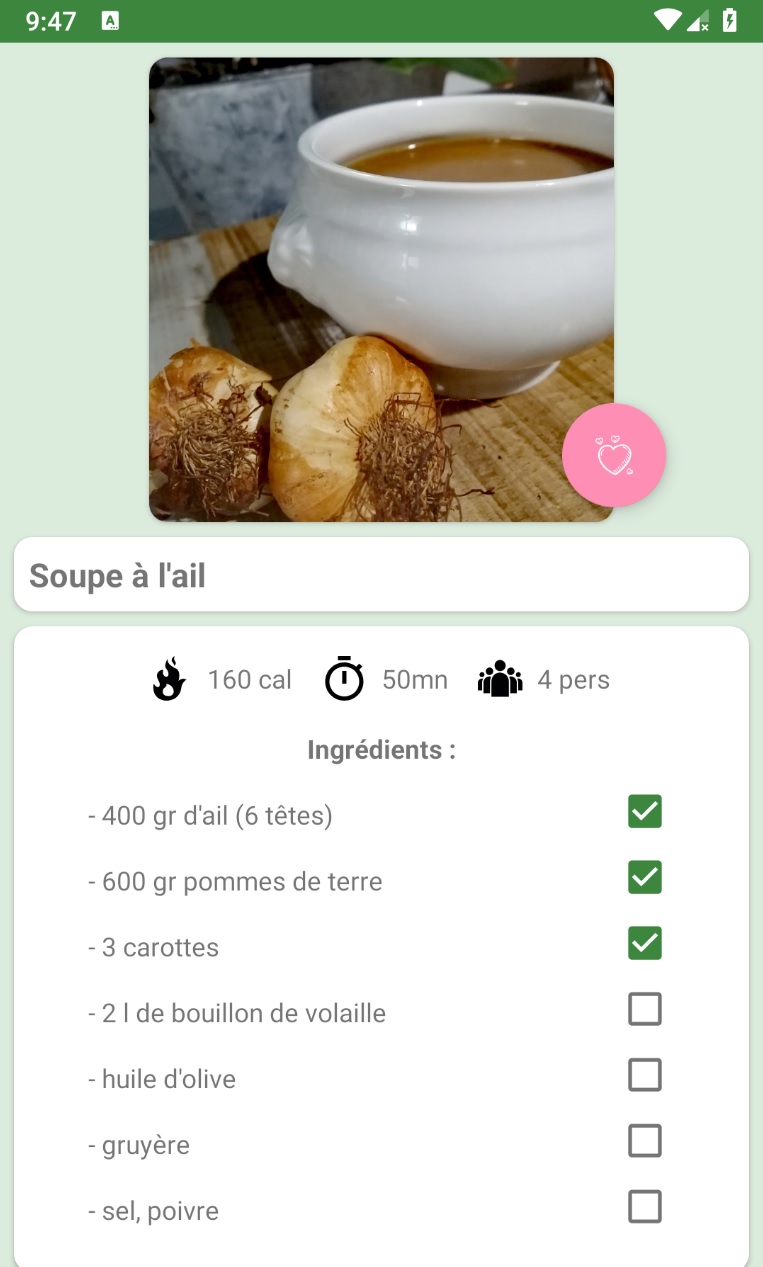 9:47
A
Soupe à l'ail
160 cal 50mn 4 pers
Ingrédients :
- 400 gr d'ail (6 têtes)
- 600 gr pommes de terre
- 3 carottes
- 2 l de bouillon de volaille
- huile d'olive
- gruyère
- sel, poivre